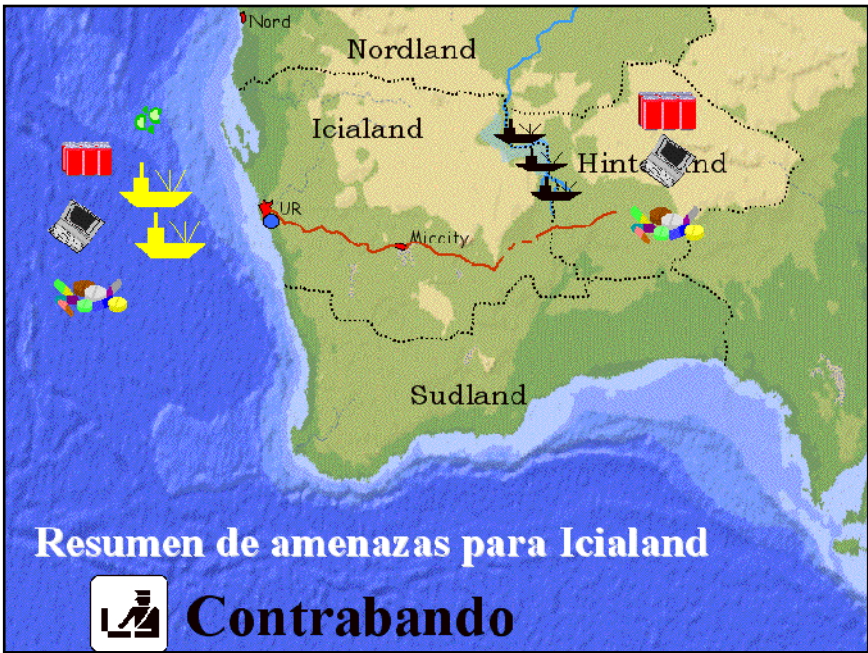 Nord
Nordland
Icialand
Hinterland
UR
Miccity
Sudland
Resumen de amenazas para Icialand
Contrabando